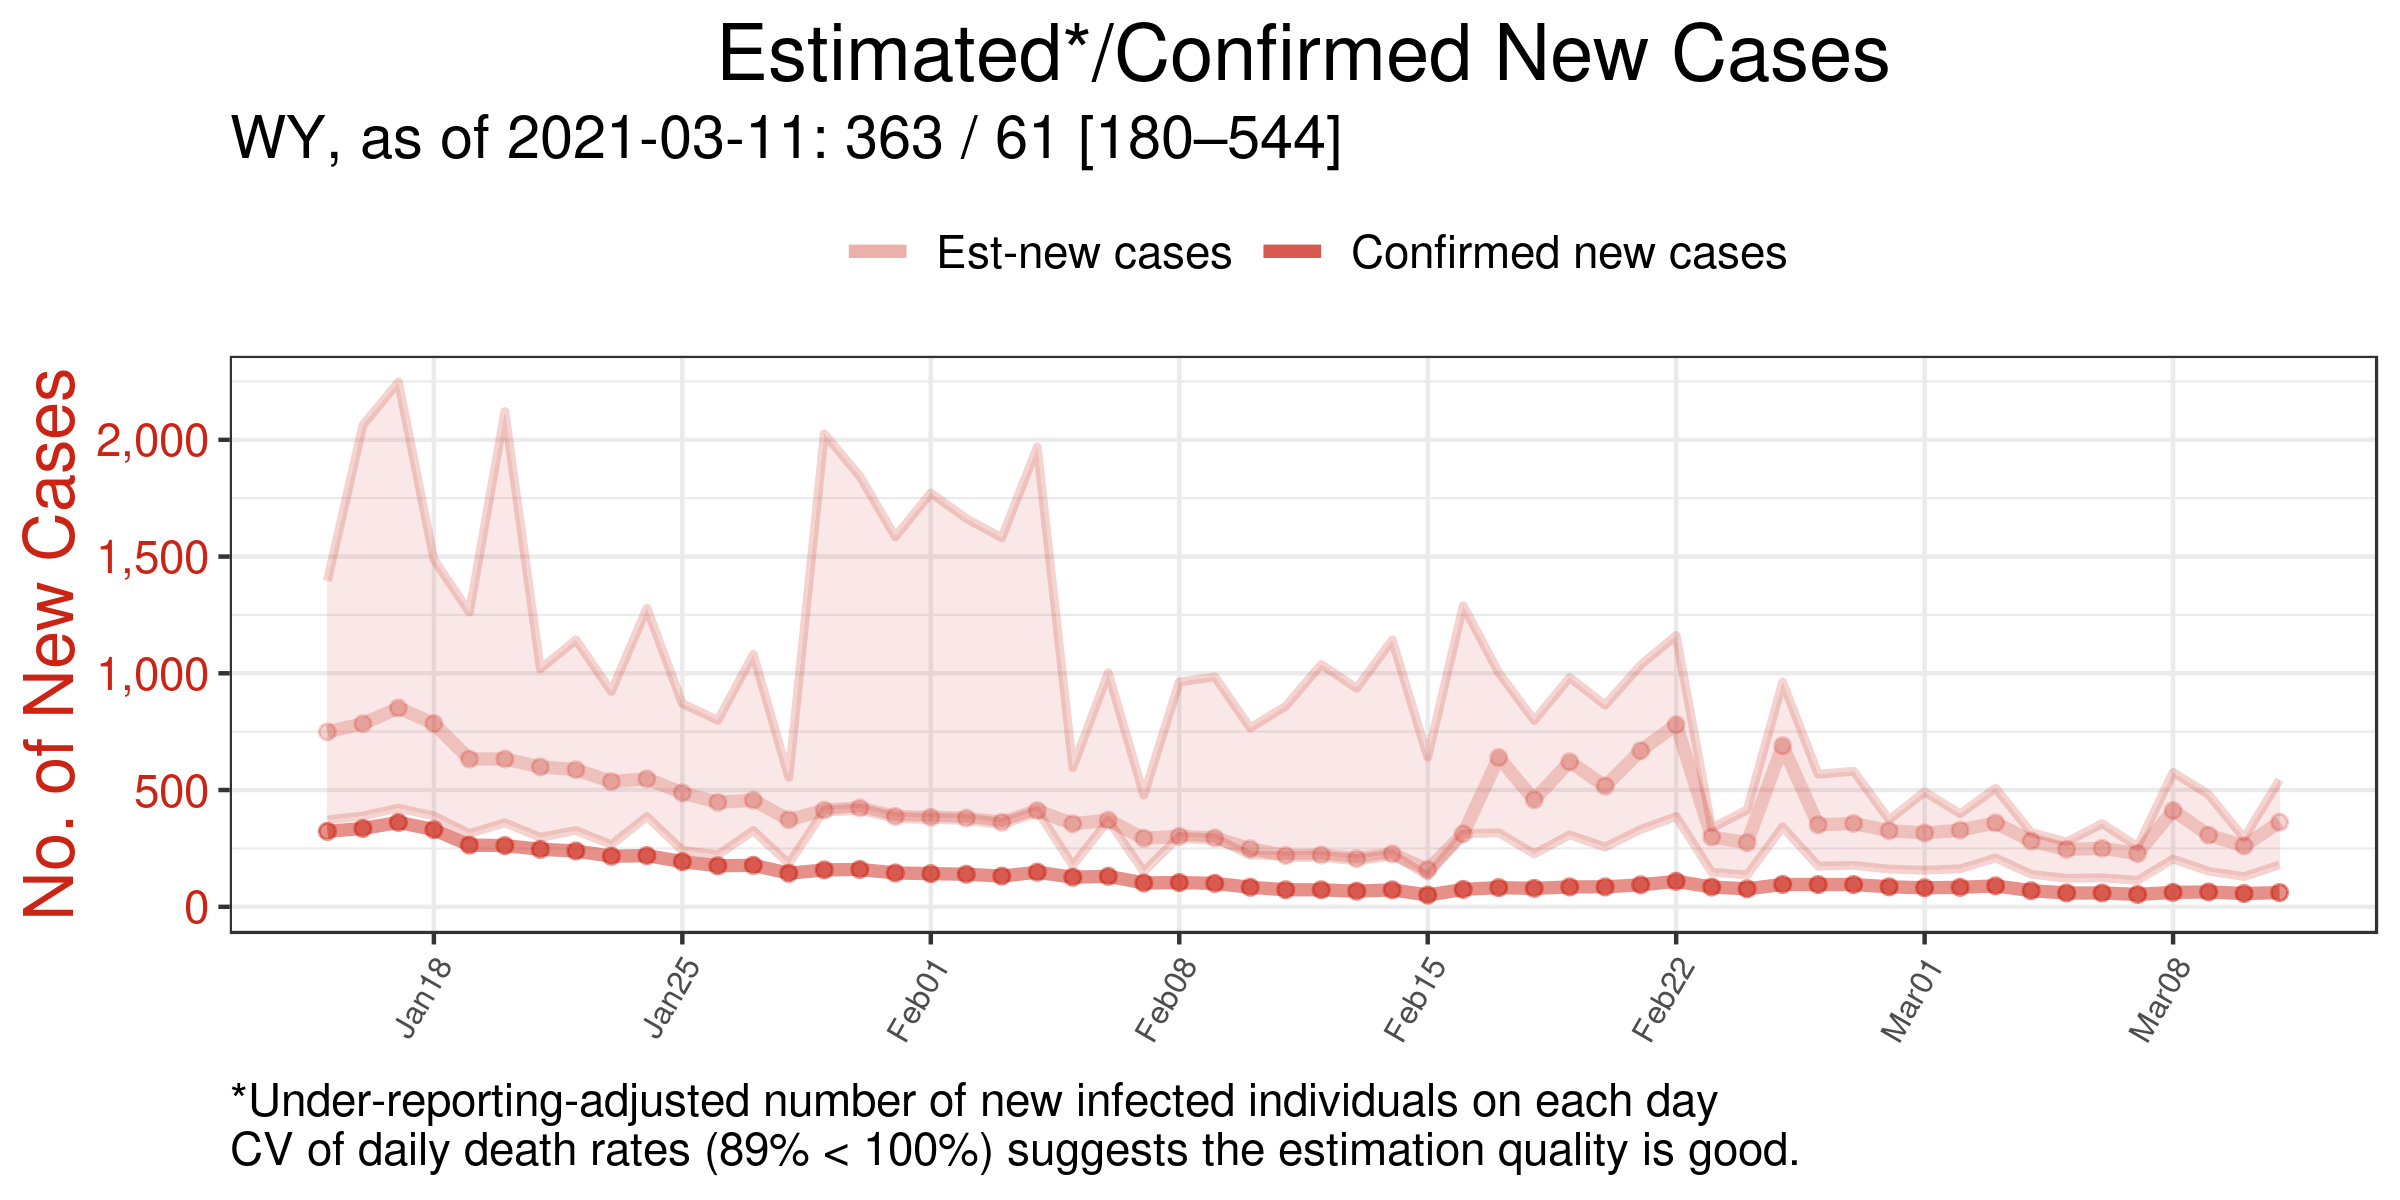 Estimated*/Confirmed New Cases
WY, as of 2021-03-11: 363 / 61 [180–544]
Est-new cases
Confirmed new cases
No. of New Cases
2,000
1,500
1,000
500
0
Jan18
Jan25
Feb01
Feb08
Feb15
Feb22
Mar01
Mar08
*Under-reporting-adjusted number of new infected individuals on each day
CV of daily death rates (89% < 100%) suggests the estimation quality is good.